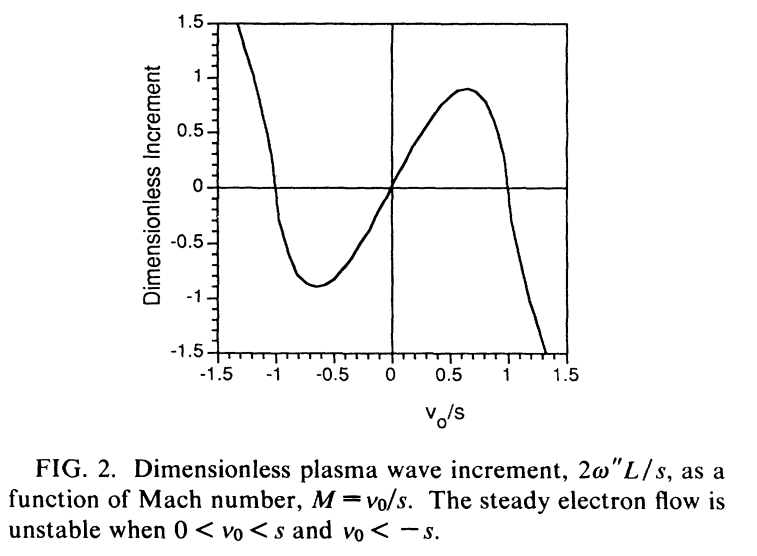 1.5
1
0.5
0
-0.5
-1
-1.5
Dimensionless Increment
-1.5 -1 -0.5 0 0.5 1 1.5
v₀/s
FIG. 2. Dimensionless plasma wave increment, 2ω″L/s, as a
function of Mach number, M = v₀/s. The steady electron flow is
unstable when 0 < v₀ < s and v₀ < − s.